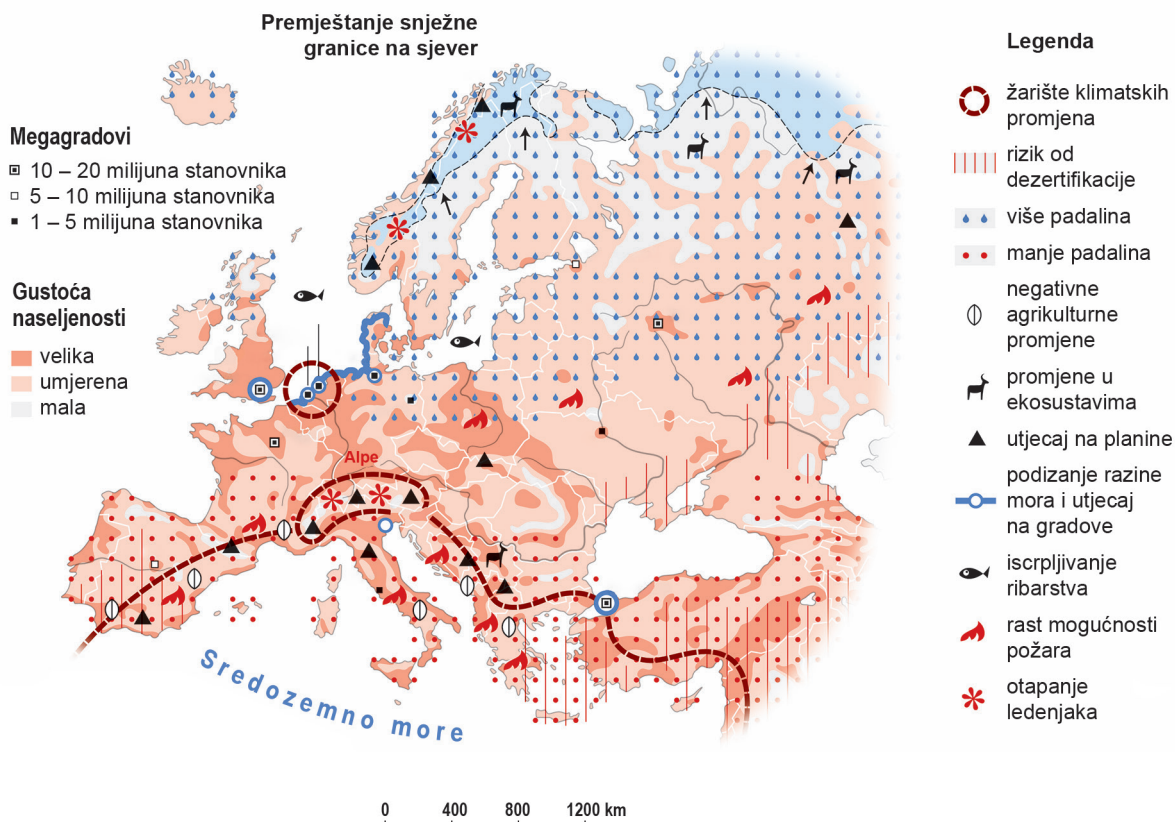 Premještanje snježne
granice na sjever
Megagradovi
10 – 20 milijuna stanovnika
5 – 10 milijuna stanovnika
1 – 5 milijuna stanovnika
Gustoća
naseljenosti
velika
umjerena
mala
Alpe
Sredozemno more
0 400 800 1200 km
Legenda
žarište klimatskih
promjena
rizik od
dezertifikacije
više padalina
manje padalina
negativne
agrikulturne
promjene
promjene u
ekosustavima
utjecaj na planine
podizanje razine
mora i utjecaj
na gradove
iscrpljivanje
ribarstva
rast mogućnosti
požara
otapanje
ledenjaka